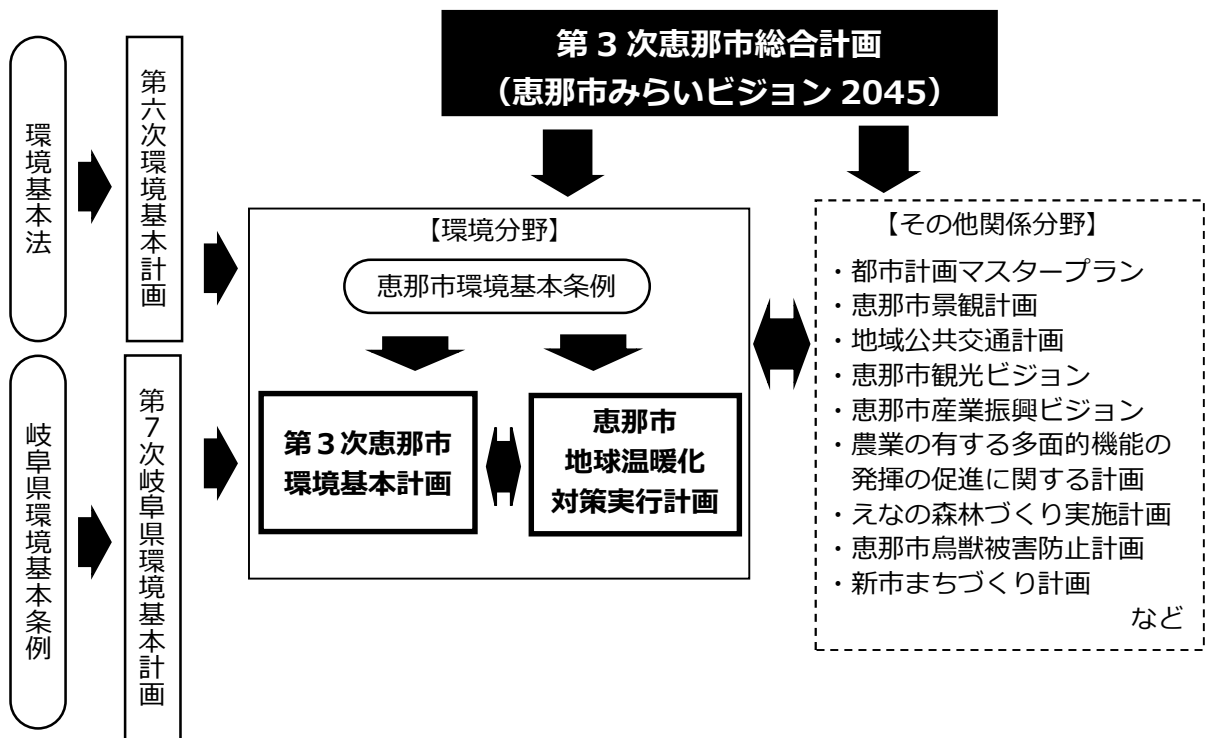 第3次恵那市総合計画
（恵那市みらいビジョン 2045）
環境基本法
第六次環境基本計画
岐阜県環境基本条例
第7次岐阜県環境基本計画
【環境分野】
恵那市環境基本条例
第３次恵那市
環境基本計画
恵那市
地球温暖化
対策実行計画
【その他関係分野】
・都市計画マスタープラン
・恵那市景観計画
・地域公共交通計画
・恵那市観光ビジョン
・恵那市産業振興ビジョン
・農業の有する多面的機能の
発揮の促進に関する計画
・えなの森林づくり実施計画
・恵那市鳥獣被害防止計画
・新市まちづくり計画
など